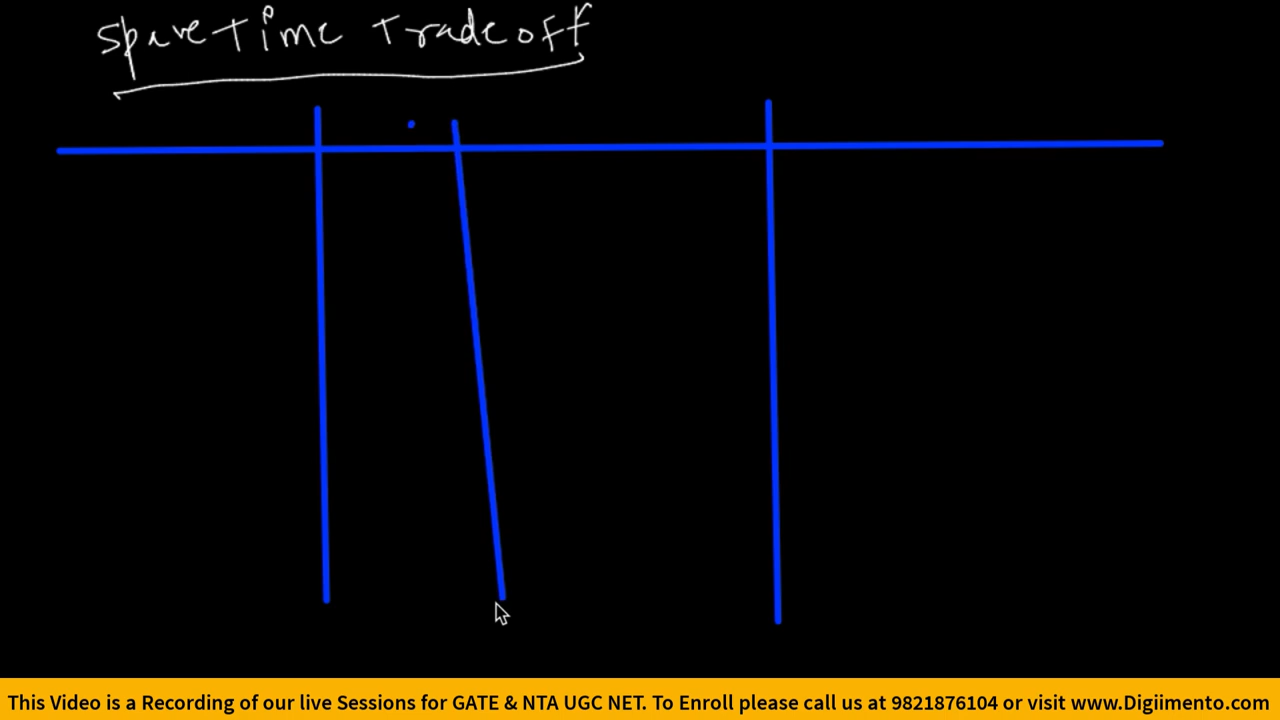 Space Time Tradeoff
This Video is a Recording of our live Sessions for GATE & NTA UGC NET. To Enroll please call us at 9821876104 or visit www.Digiimento.com